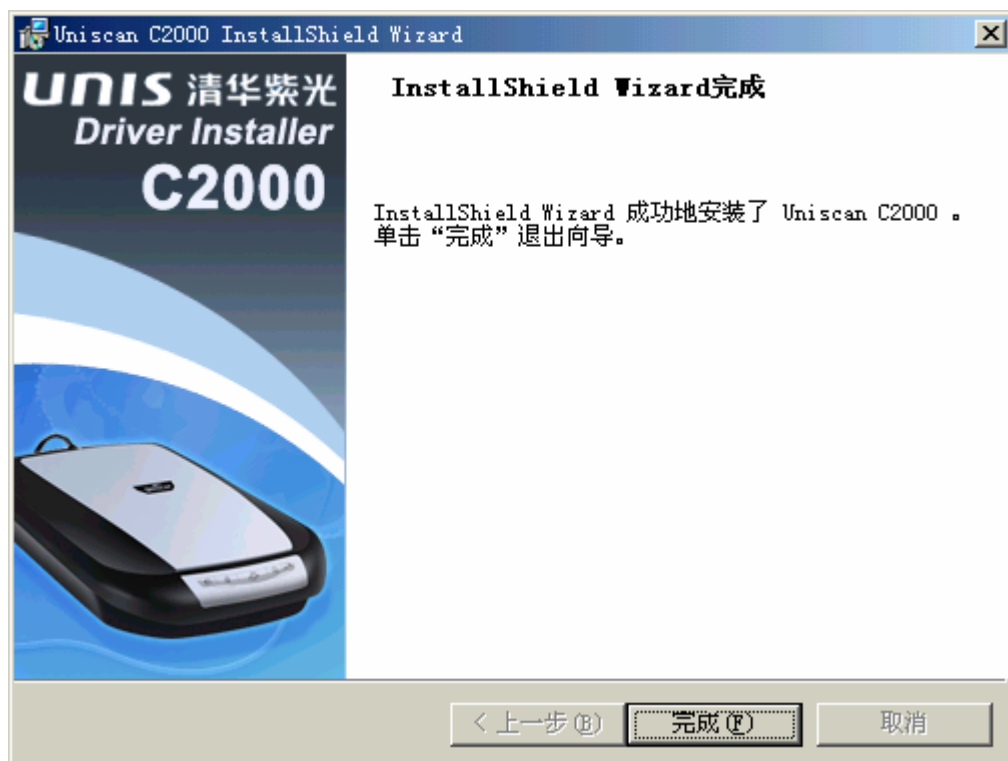 Uniscan C2000 InstallShield Wizard
UNIS 清华紫光
Driver Installer
C2000
InstallShield Wizard完成
InstallShield Wizard 成功地安装了 Uniscan C2000 。
单击“完成”退出向导。
< 上一步(B)
完成(F)
取消